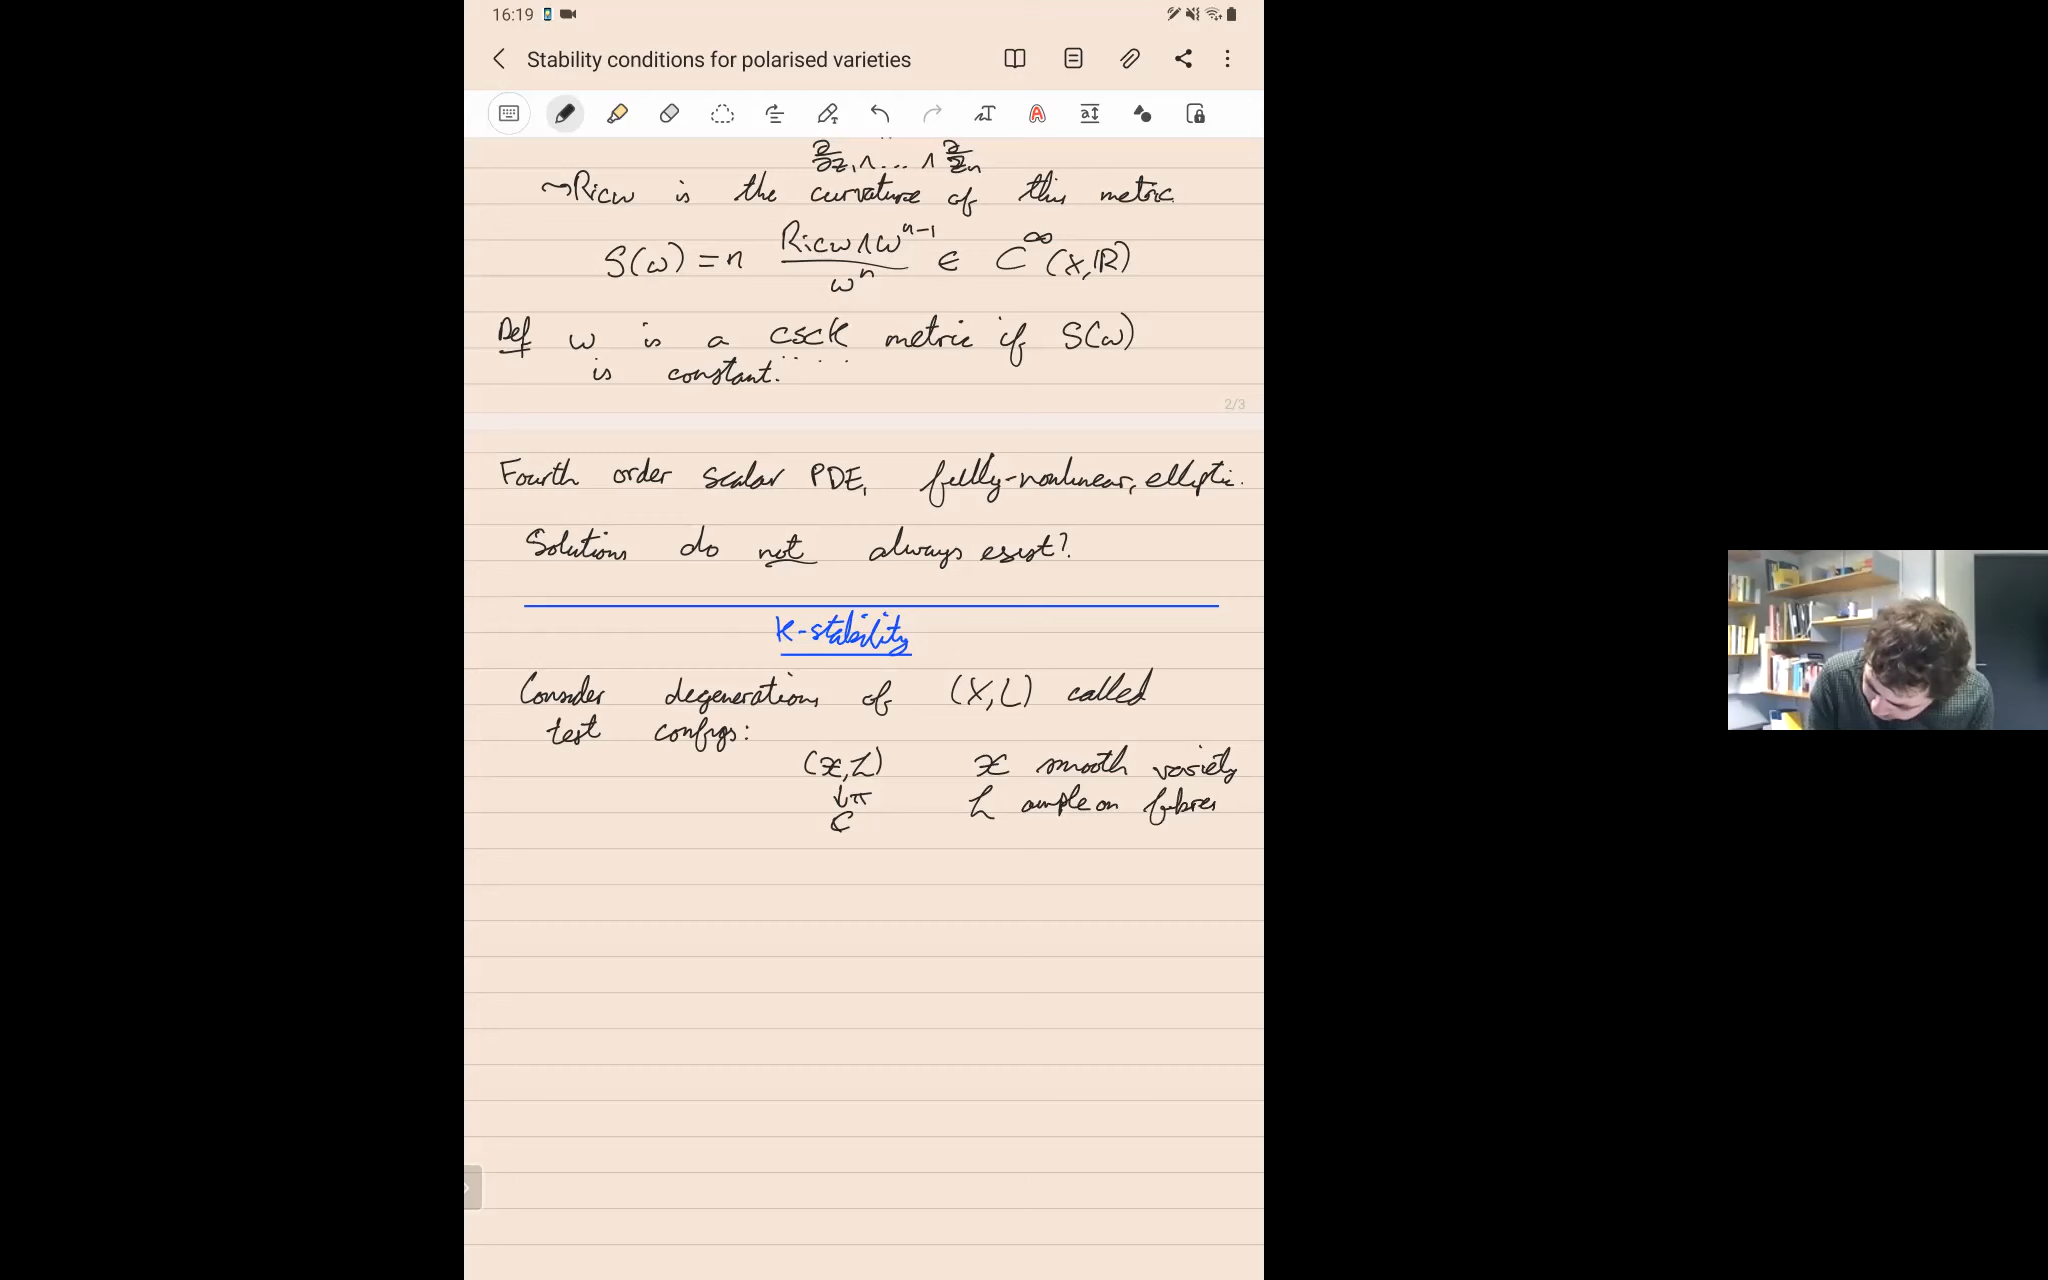 16:19
Stability conditions for polarised varieties
∂/∂z₁ ∧ ... ∧ ∂/∂zₙ
⤳ Ric ω is the curvature of this metric.
S(ω) = n (Ric ω ∧ ωⁿ⁻¹)/ωⁿ ∈ C^∞(X, ℝ)
Def ω is a cscK metric if S(ω)
is constant.
2/3
Fourth order scalar PDE, fully-nonlinear, elliptic.
Solutions do not always exist?
K-stability
Consider degenerations of (X, L) called
test configs:
(𝒳, ℒ) 𝒳 smooth variety
↓π ℒ ample on fibres
ℂ